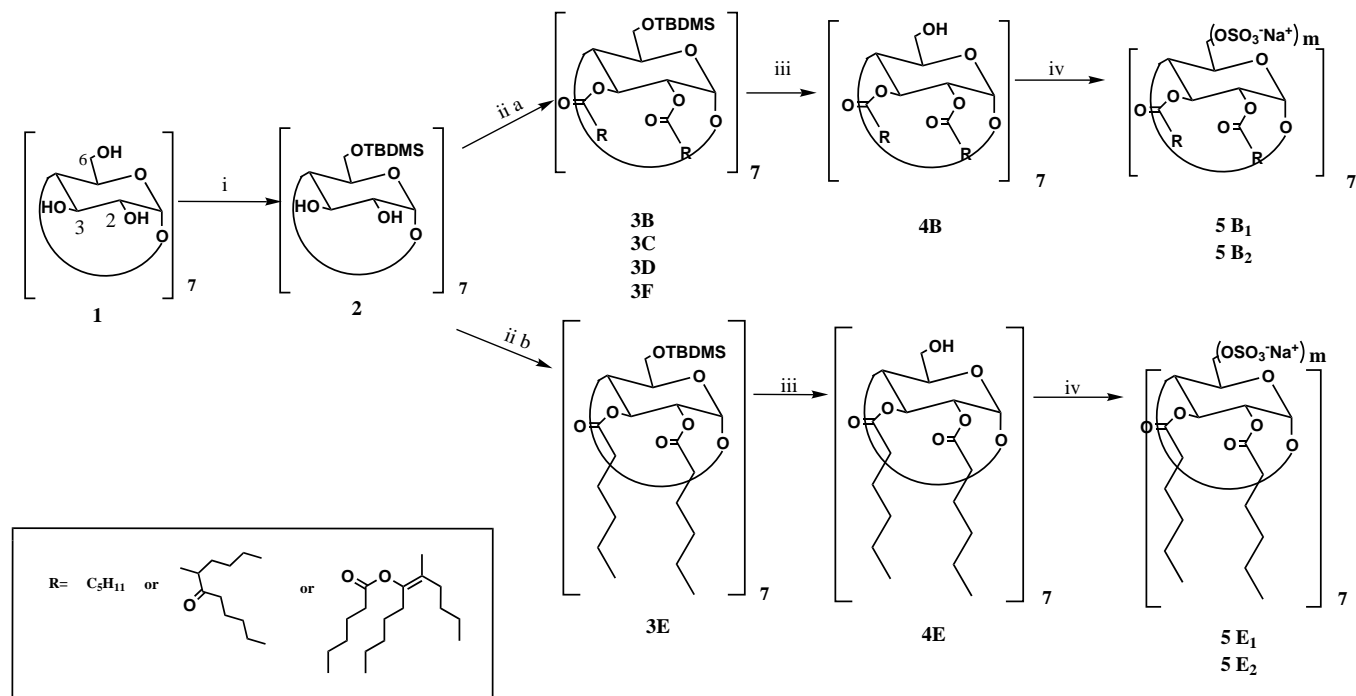 OH
6
O
HO
3
2
OH
O
7
1
i
OTBDMS
O
HO
OH
O
7
2
ii a
OTBDMS
O
O
O
O
O
O
R
R
7
3B
3C
3D
3F
iii
OH
O
O
O
O
O
O
R
R
7
4B
iv
(OSO₃⁻Na⁺)m
O
O
O
O
O
O
R
R
7
5 B₁
5 B₂
ii b
OTBDMS
O
O
O
O
O
O
7
3E
iii
OH
O
O
O
O
O
O
7
4E
iv
(OSO₃⁻Na⁺)m
O
O
O
O
O
O
7
5 E₁
5 E₂
R= C₅H₁₁ or
O
or
O
O